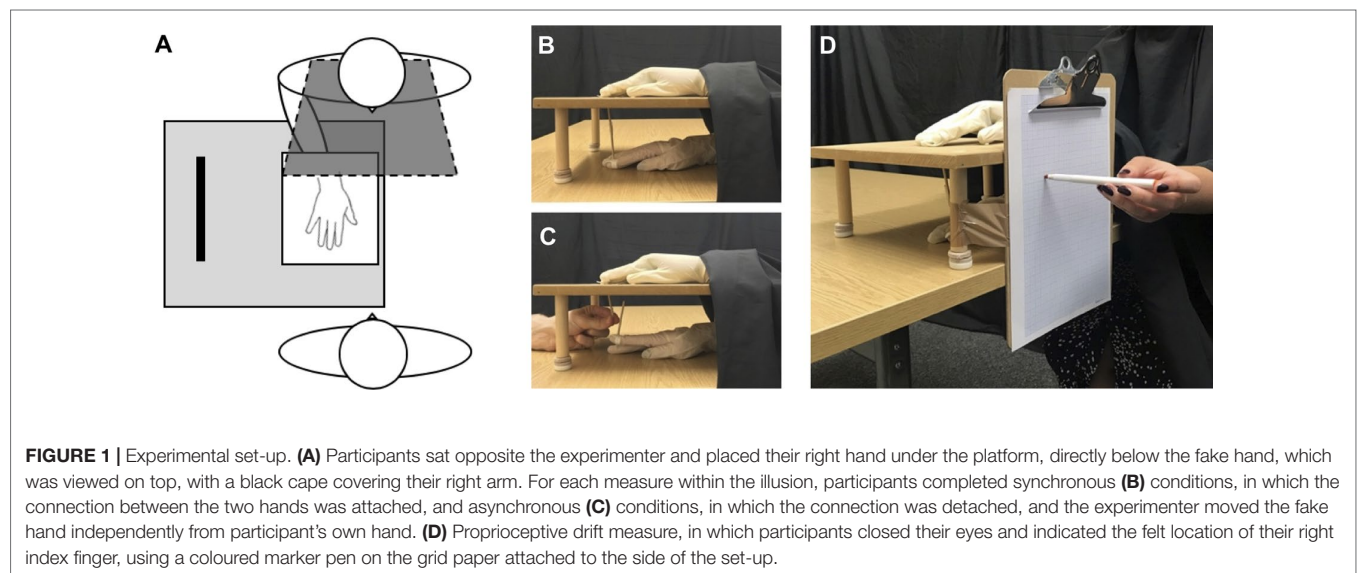 A
B
C
D
FIGURE 1 | Experimental set-up. (A) Participants sat opposite the experimenter and placed their right hand under the platform, directly below the fake hand, which
was viewed on top, with a black cape covering their right arm. For each measure within the illusion, participants completed synchronous (B) conditions, in which the
connection between the two hands was attached, and asynchronous (C) conditions, in which the connection was detached, and the experimenter moved the fake
hand independently from participant's own hand. (D) Proprioceptive drift measure, in which participants closed their eyes and indicated the felt location of their right
index finger, using a coloured marker pen on the grid paper attached to the side of the set-up.